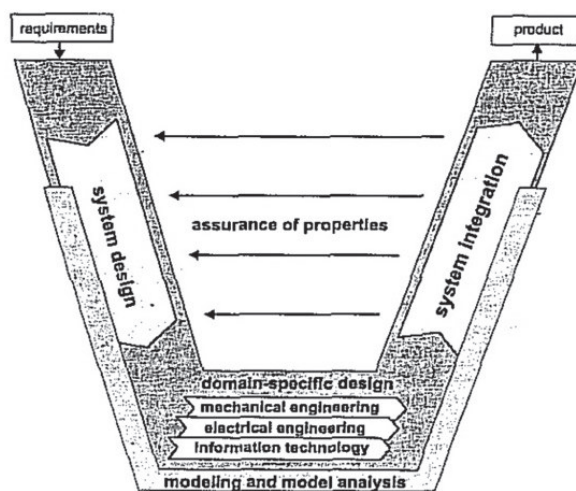 requirements
product
system design
assurance of properties
system integration
domain-specific design
mechanical engineering
electrical engineering
information technology
modeling and model analysis